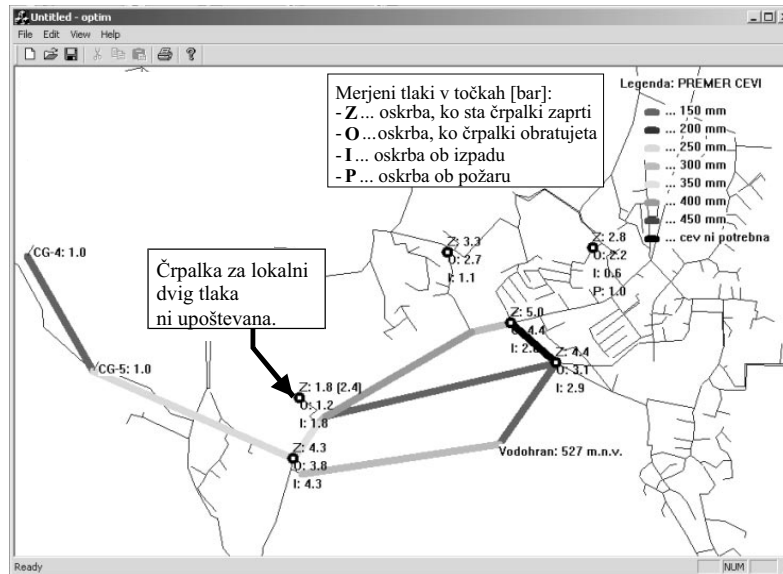 Untitled - optim
File Edit View Help
Merjeni tlaki v točkah [bar]:
- Z ... oskrba, ko sta črpalki zaprti
- O ...oskrba, ko črpalki obratujeta
- I ... oskrba ob izpadu
- P ... oskrba ob požaru
Legenda: PREMER CEVI
... 150 mm
... 200 mm
... 250 mm
... 300 mm
... 350 mm
... 400 mm
... 450 mm
... cev ni potrebna
CG-4: 1.0
Črpalka za lokalni
dvig tlaka
ni upoštevana.
Z: 3.3
O: 2.7
I: 1.1
Z: 2.8
O: 2.2
I: 0.6
P: 1.0
Z: 5.0
O: 4.4
Z: 4.4
O: 3.1
I: 2.9
CG-5: 1.0
Z: 1.8 [2.4]
O: 1.2
I: 1.8
Z: 4.3
O: 3.8
I: 4.3
Vodohran: 527 m.n.v.
Ready
NUM